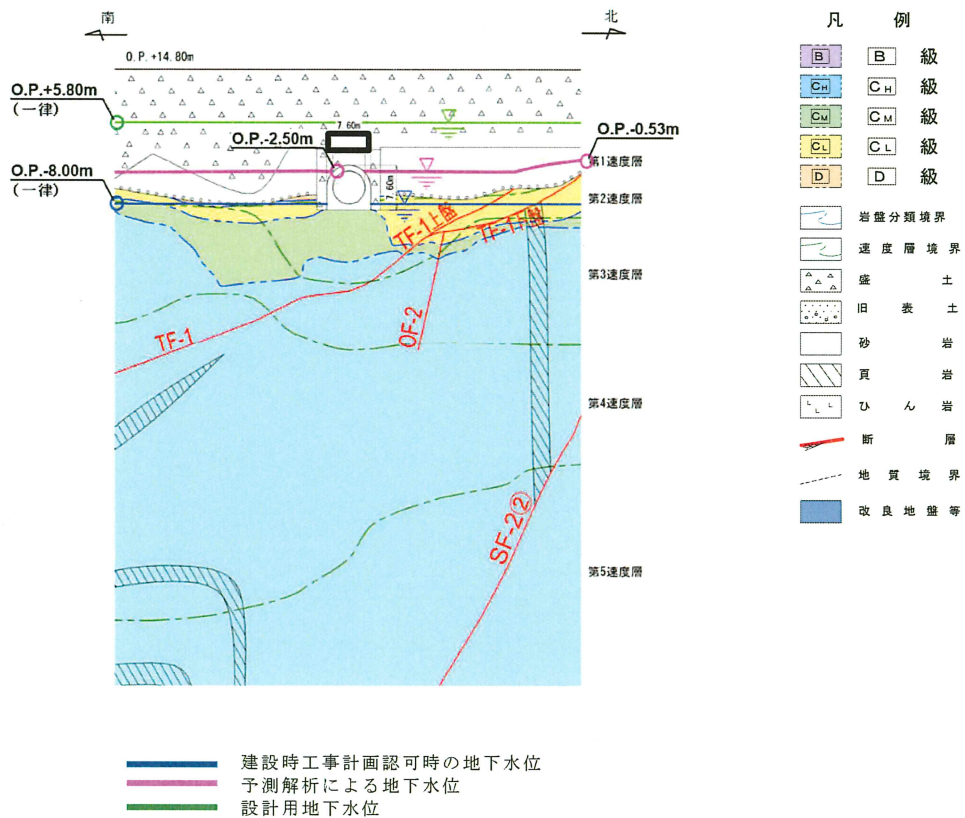 南
北
O.P.+14.80m
O.P.+5.80m
(一律)
7.60m
O.P.-2.50m
O.P.-0.53m
7.60m
O.P.-8.00m
(一律)
第1速度層
第2速度層
TF-1上盤
TF-1下盤
第3速度層
TF-1
OF-2
第4速度層
SF-2②
第5速度層
凡例
B B 級
CH CH 級
CM CM 級
CL CL 級
D D 級
岩盤分類境界
速度層境界
盛土
旧表土
砂岩
頁岩
ひん岩
断層
地質境界
改良地盤等
建設時工事計画認可時の地下水位
予測解析による地下水位
設計用地下水位